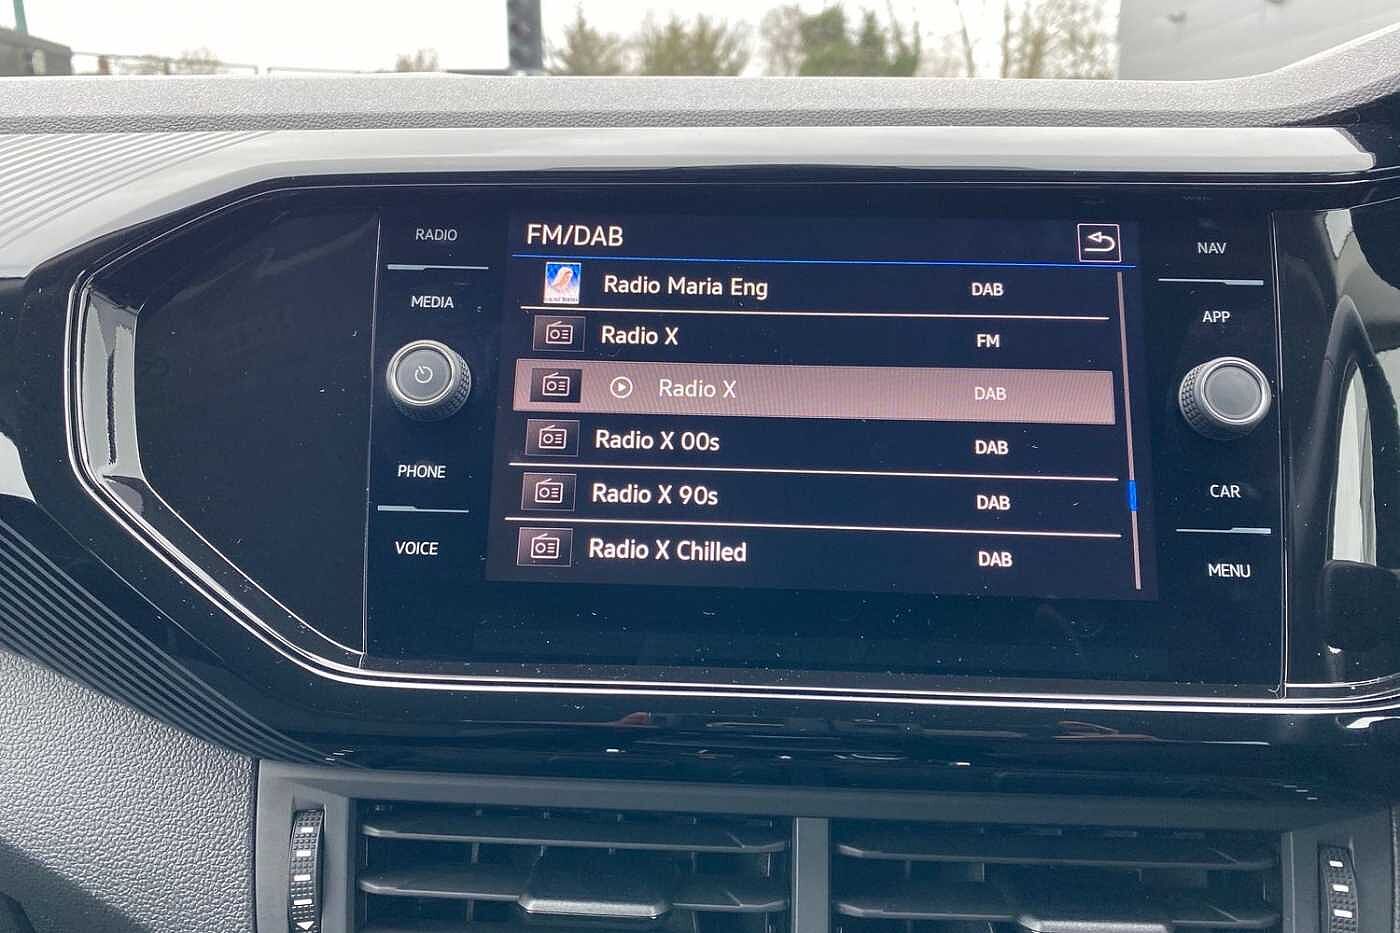 RADIO
MEDIA
PHONE
VOICE
FM/DAB
Radio Maria Eng DAB
Radio X FM
Radio X DAB
Radio X 00s DAB
Radio X 90s DAB
Radio X Chilled DAB
NAV
APP
CAR
MENU